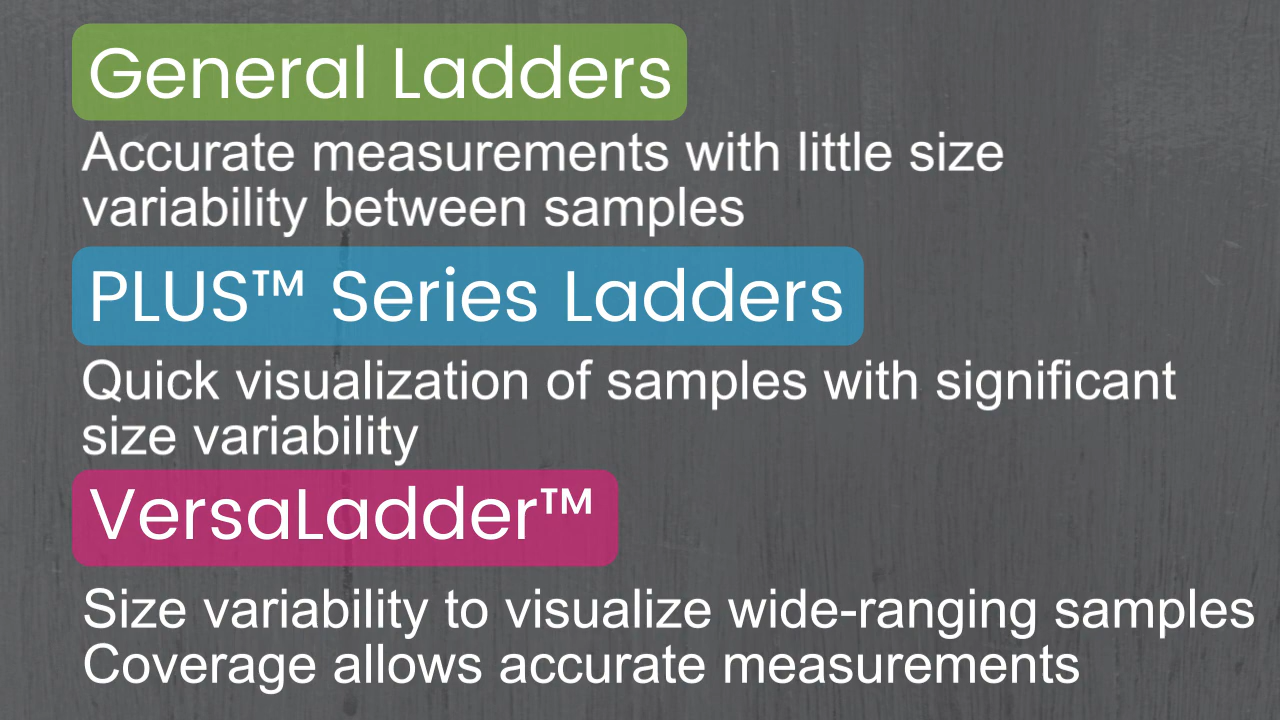 General Ladders
Accurate measurements with little size
variability between samples
PLUS™ Series Ladders
Quick visualization of samples with significant
size variability
VersaLadder™
Size variability to visualize wide-ranging samples
Coverage allows accurate measurements